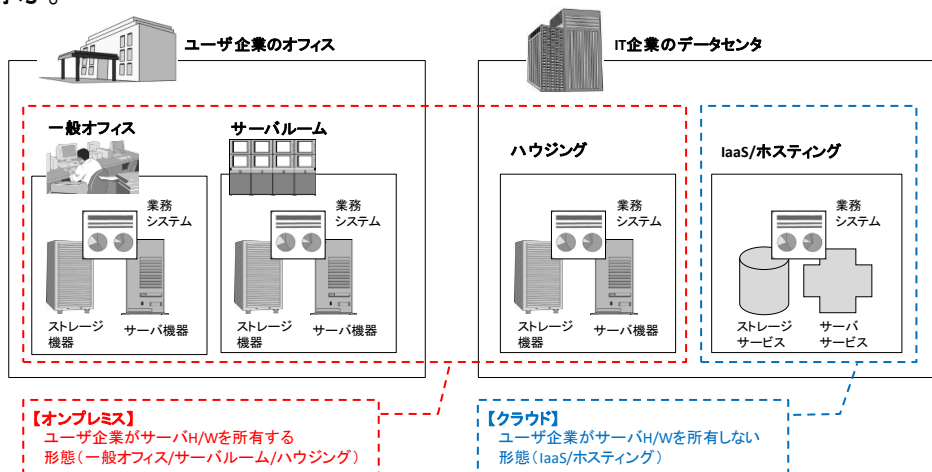 ユーザ企業のオフィス
IT企業のデータセンタ
一般オフィス
サーバルーム
ハウジング
IaaS/ホスティング
業務
システム
ストレージ
機器
サーバ機器
業務
システム
ストレージ
機器
サーバ機器
業務
システム
ストレージ
機器
サーバ機器
業務
システム
ストレージ
サービス
サーバ
サービス
【オンプレミス】
ユーザ企業がサーバH/Wを所有する
形態(一般オフィス/サーバルーム/ハウジング)
【クラウド】
ユーザ企業がサーバH/Wを所有しない
形態(IaaS/ホスティング)